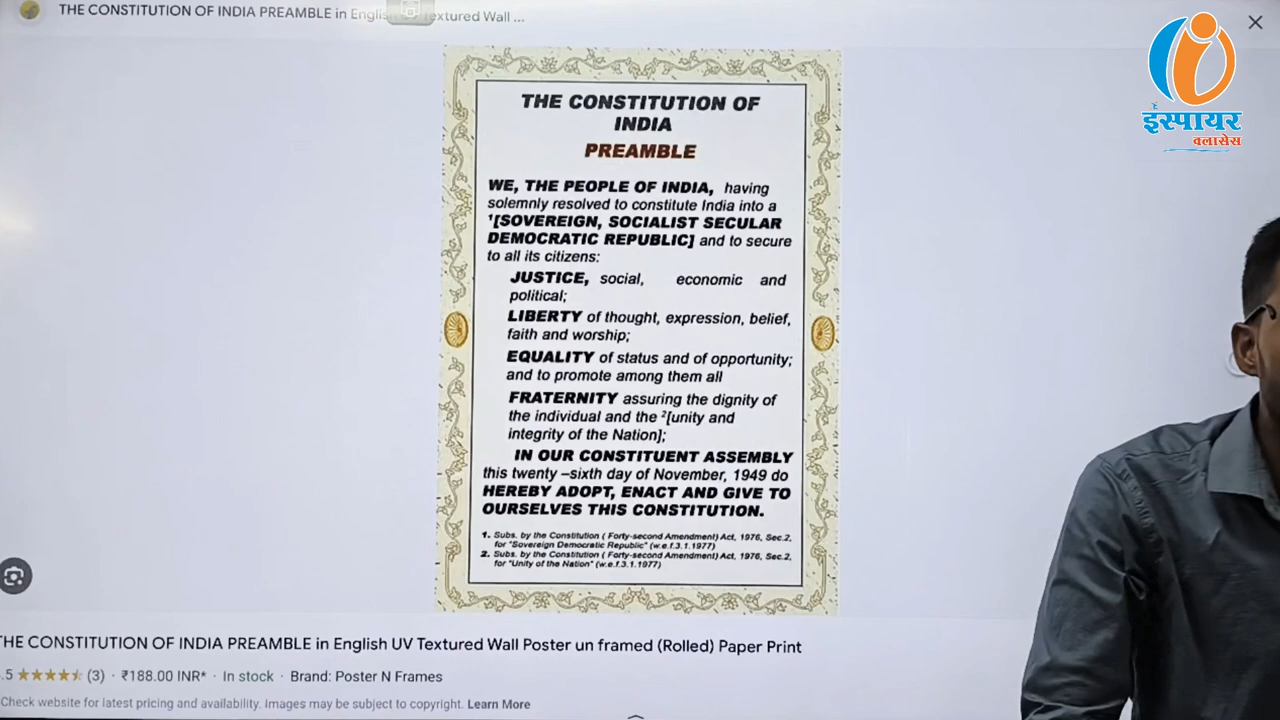 THE CONSTITUTION OF INDIA PREAMBLE in Englis
extured Wall ...
इंस्पायर
क्लासेस
THE CONSTITUTION OF
INDIA
PREAMBLE
WE, THE PEOPLE OF INDIA, having
solemnly resolved to constitute India into a
¹[SOVEREIGN, SOCIALIST SECULAR
DEMOCRATIC REPUBLIC] and to secure
to all its citizens:
JUSTICE, social, economic and
political;
LIBERTY of thought, expression, belief,
faith and worship;
EQUALITY of status and of opportunity;
and to promote among them all
FRATERNITY assuring the dignity of
the individual and the ²[unity and
integrity of the Nation];
IN OUR CONSTITUENT ASSEMBLY
this twenty –sixth day of November, 1949 do
HEREBY ADOPT, ENACT AND GIVE TO
OURSELVES THIS CONSTITUTION.
1. Subs. by the Constitution ( Forty-second Amendment) Act, 1976, Sec.2,
for "Sovereign Democratic Republic" (w.e.f.3.1.1977)
2. Subs. by the Constitution ( Forty-second Amendment) Act, 1976, Sec.2,
for "Unity of the Nation" (w.e.f.3.1.1977)
THE CONSTITUTION OF INDIA PREAMBLE in English UV Textured Wall Poster un framed (Rolled) Paper Print
.5 (3) · ₹188.00 INR* · In stock · Brand: Poster N Frames
Check website for latest pricing and availability. Images may be subject to copyright. Learn More